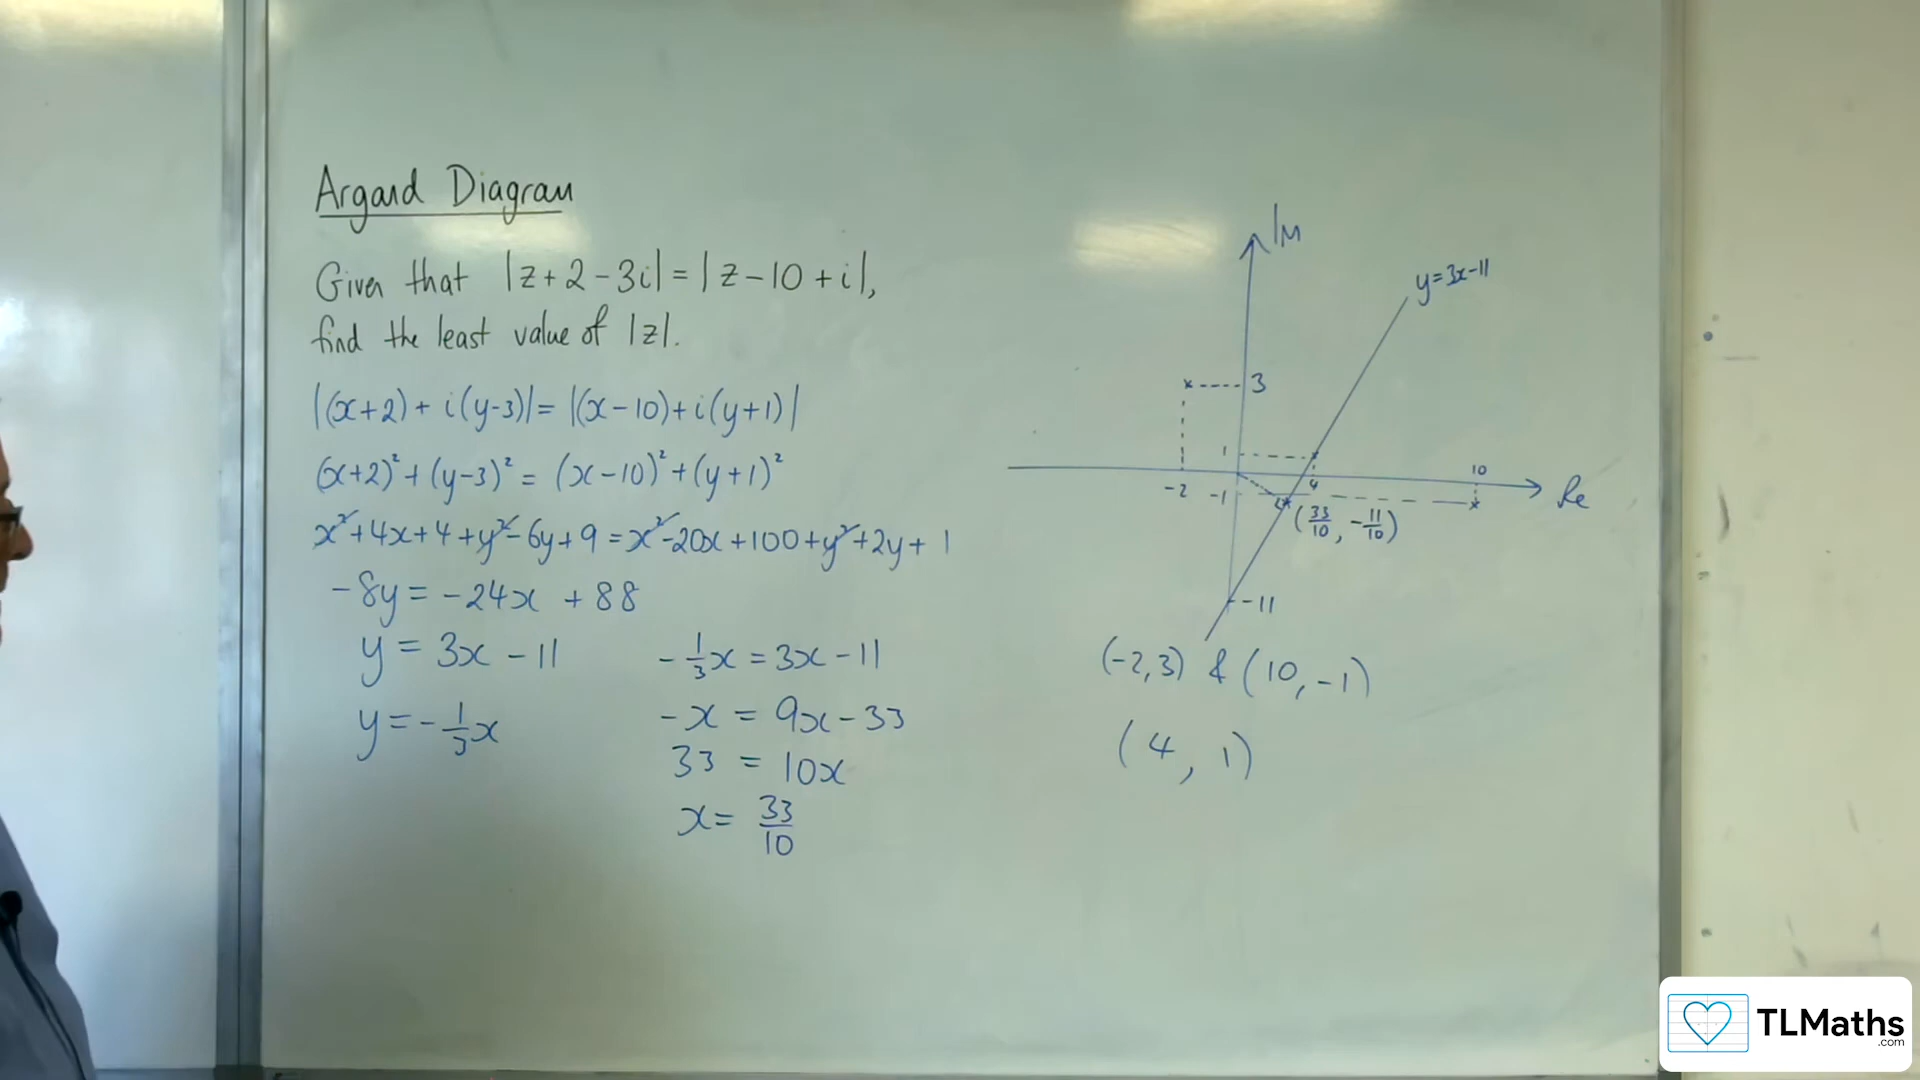 Argand Diagram
Given that |z+2-3i| = |z-10+i|,
find the least value of |z|.
|(x+2)+i(y-3)| = |(x-10)+i(y+1)|
(x+2)²+(y-3)² = (x-10)²+(y+1)²
x²+4x+4+y²-6y+9 = x²-20x+100+y²+2y+1
-8y = -24x + 88
y = 3x - 11
y = -1/3x
-1/3x = 3x - 11
-x = 9x - 33
33 = 10x
x = 33/10
Im
y=3x-11
3
1
4
10
-2
-1
Re
(33/10, -11/10)
-11
(-2,3) & (10,-1)
(4, 1)
TLMaths
.com